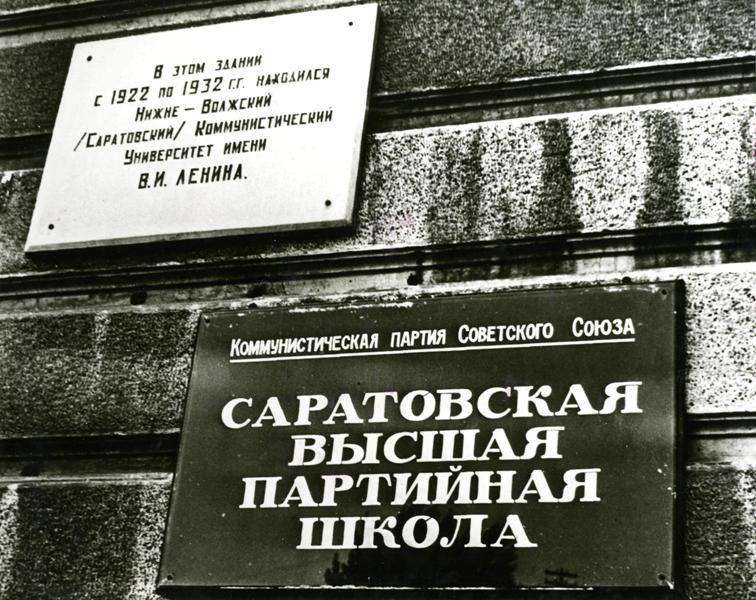 В этом здании
с 1922 по 1932 г.г. находился
Нижне – Волжский
/Саратовский/ Коммунистический
Университет имени
В.И. Ленина.
Коммунистическая партия Советского Союза
САРАТОВСКАЯ
ВЫСШАЯ
ПАРТИЙНАЯ
ШКОЛА